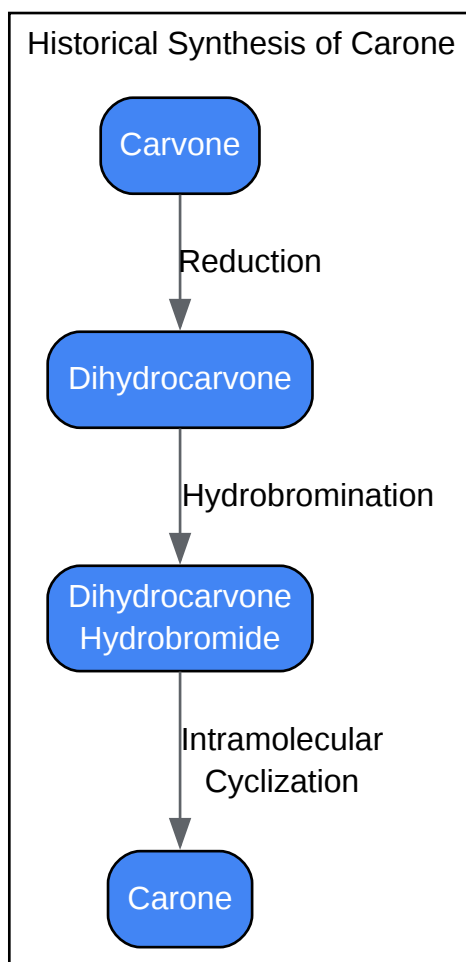 Historical Synthesis of Carone
Carvone
Reduction
Dihydrocarvone
Hydrobromination
Dihydrocarvone
Hydrobromide
Intramolecular
Cyclization
Carone